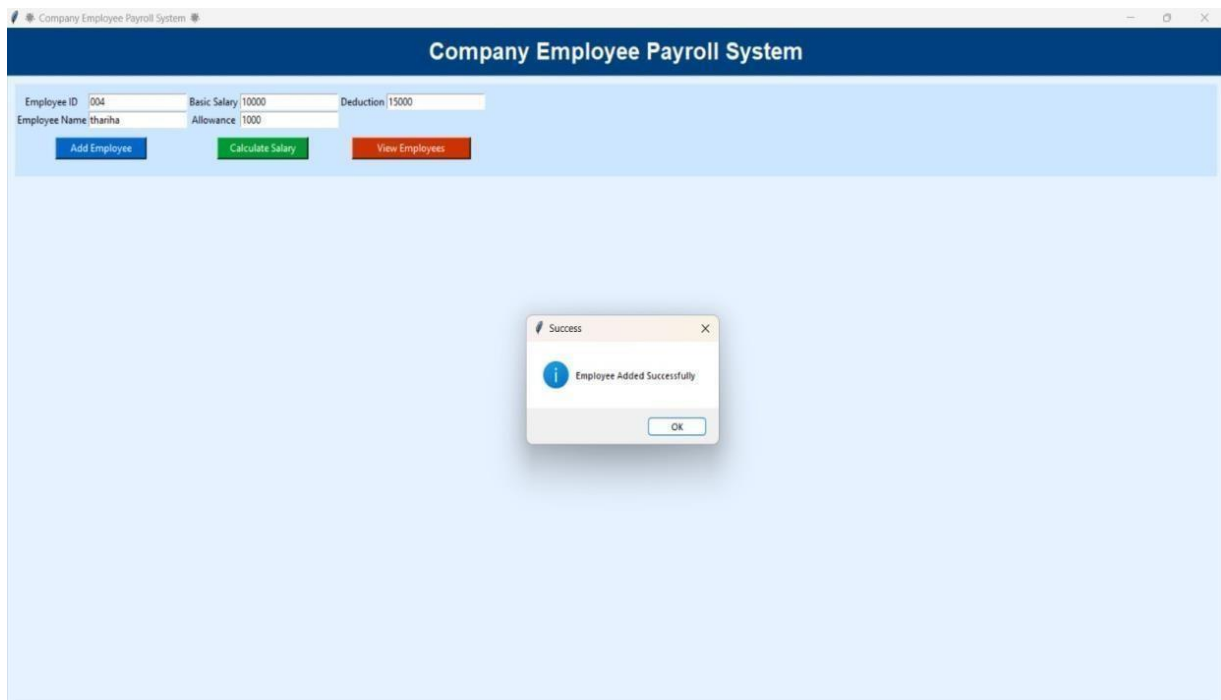 Company Employee Payroll System
Company Employee Payroll System
Employee ID 004 Basic Salary 10000 Deduction 15000
Employee Name thariha Allowance 1000
Add Employee Calculate Salary View Employees
Success
Employee Added Successfully
OK